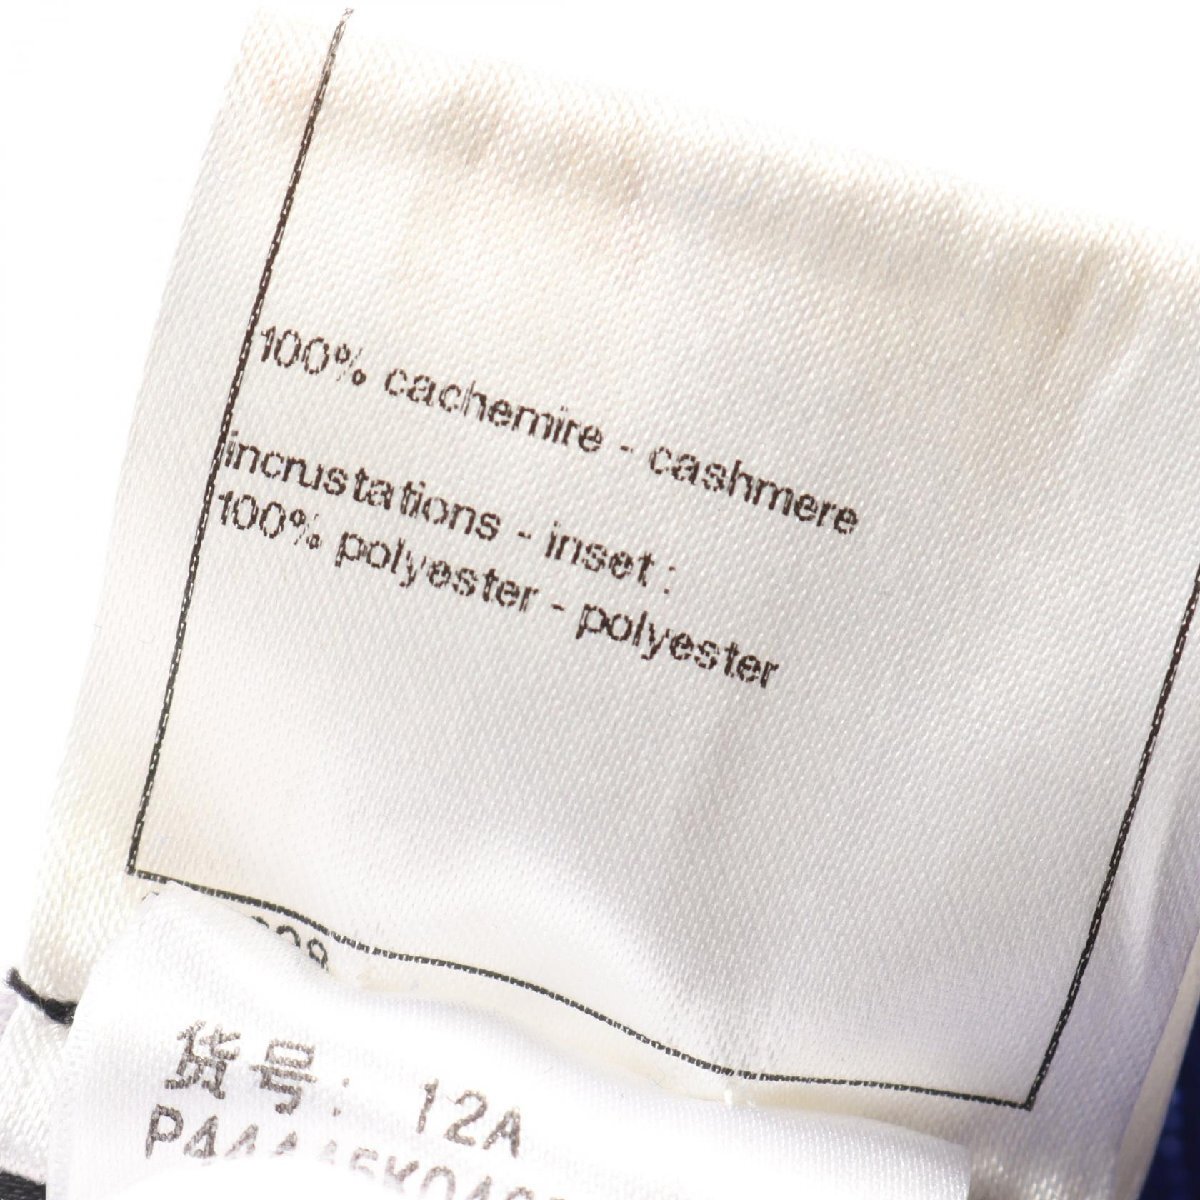 100% cachemire - cashmere
incrustations - inset :
100% polyester - polyester
货号: 12A